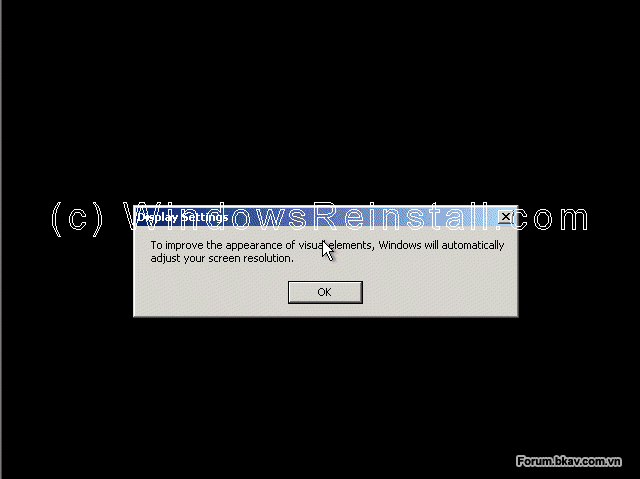 Display Settings
(c) WindowsReinstall.com
To improve the appearance of visual elements, Windows will automatically
adjust your screen resolution.
OK
Forum.bkav.com.vn